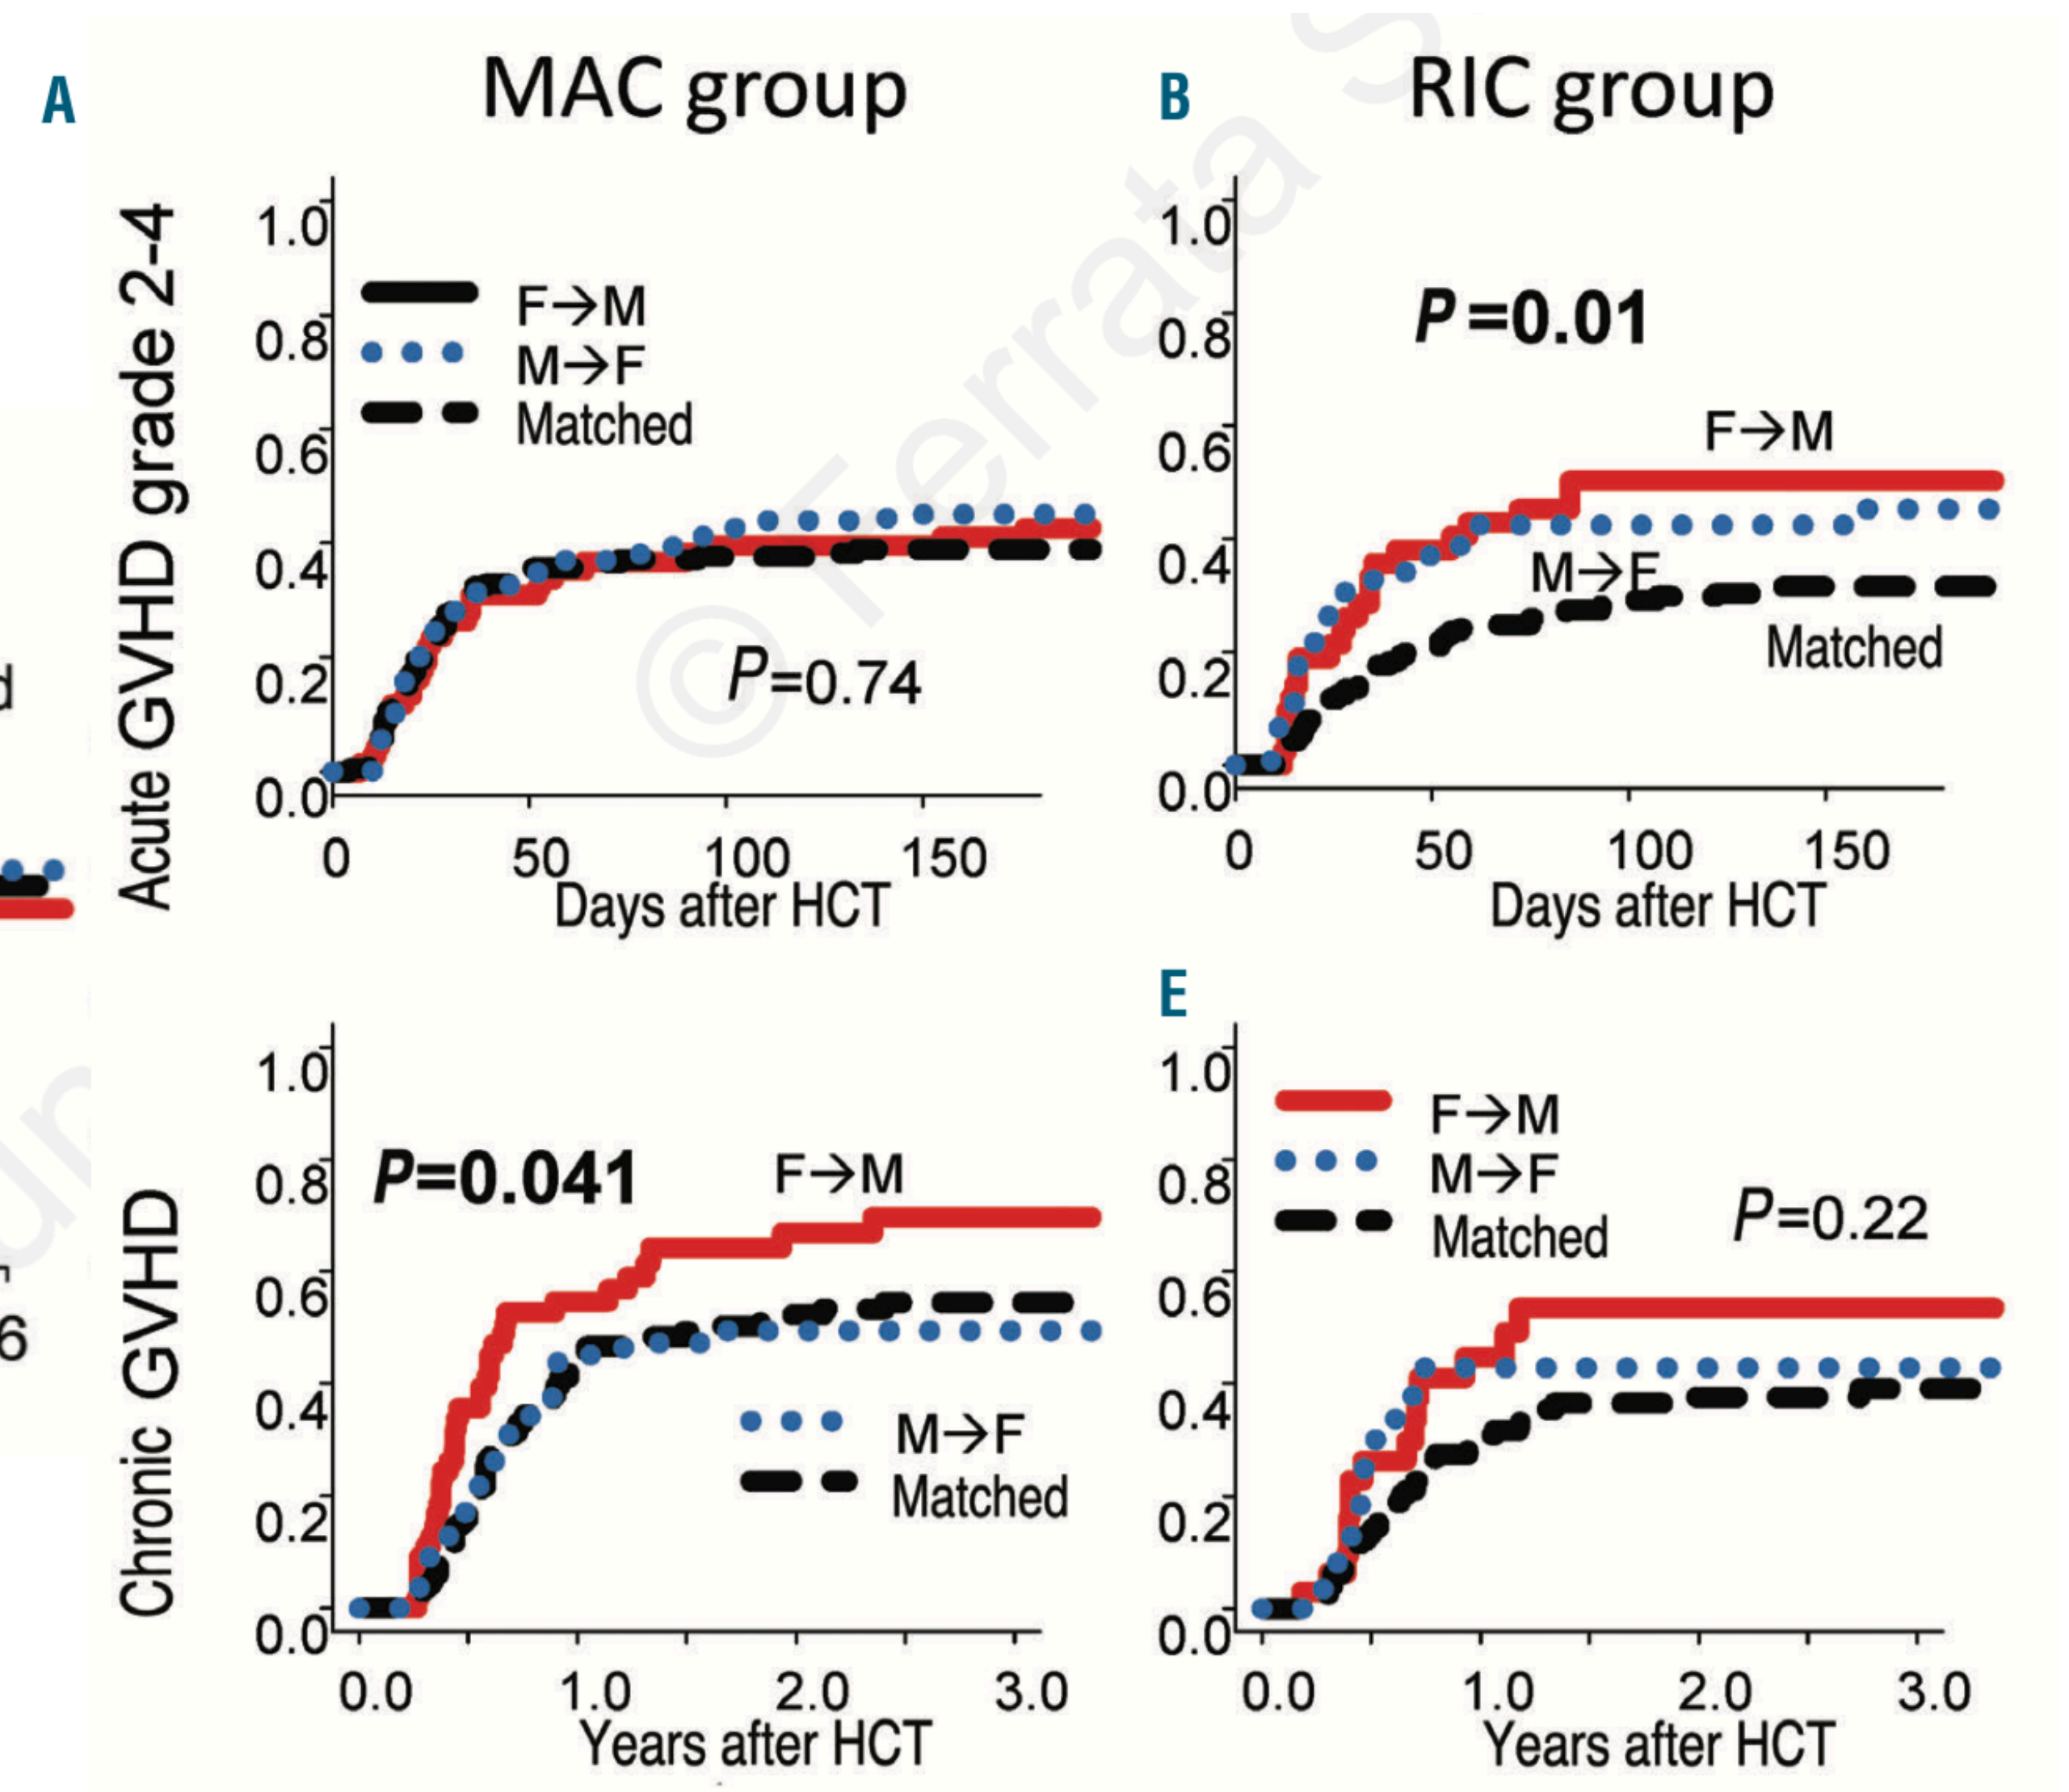 A
MAC group
B
RIC group
Acute GVHD grade 2-4
1.0
0.8
0.6
0.4
0.2
0.0
F→M
M→F
Matched
P=0.74
0 50 100 150
Days after HCT
1.0
0.8
0.6
0.4
0.2
0.0
P=0.01
F→M
M→F
Matched
0 50 100 150
Days after HCT
© Ferrata
Chronic GVHD
1.0
0.8
0.6
0.4
0.2
0.0
P=0.041
F→M
M→F
Matched
0.0 1.0 2.0 3.0
Years after HCT
E
1.0
0.8
0.6
0.4
0.2
0.0
F→M
M→F
Matched
P=0.22
0.0 1.0 2.0 3.0
Years after HCT
6